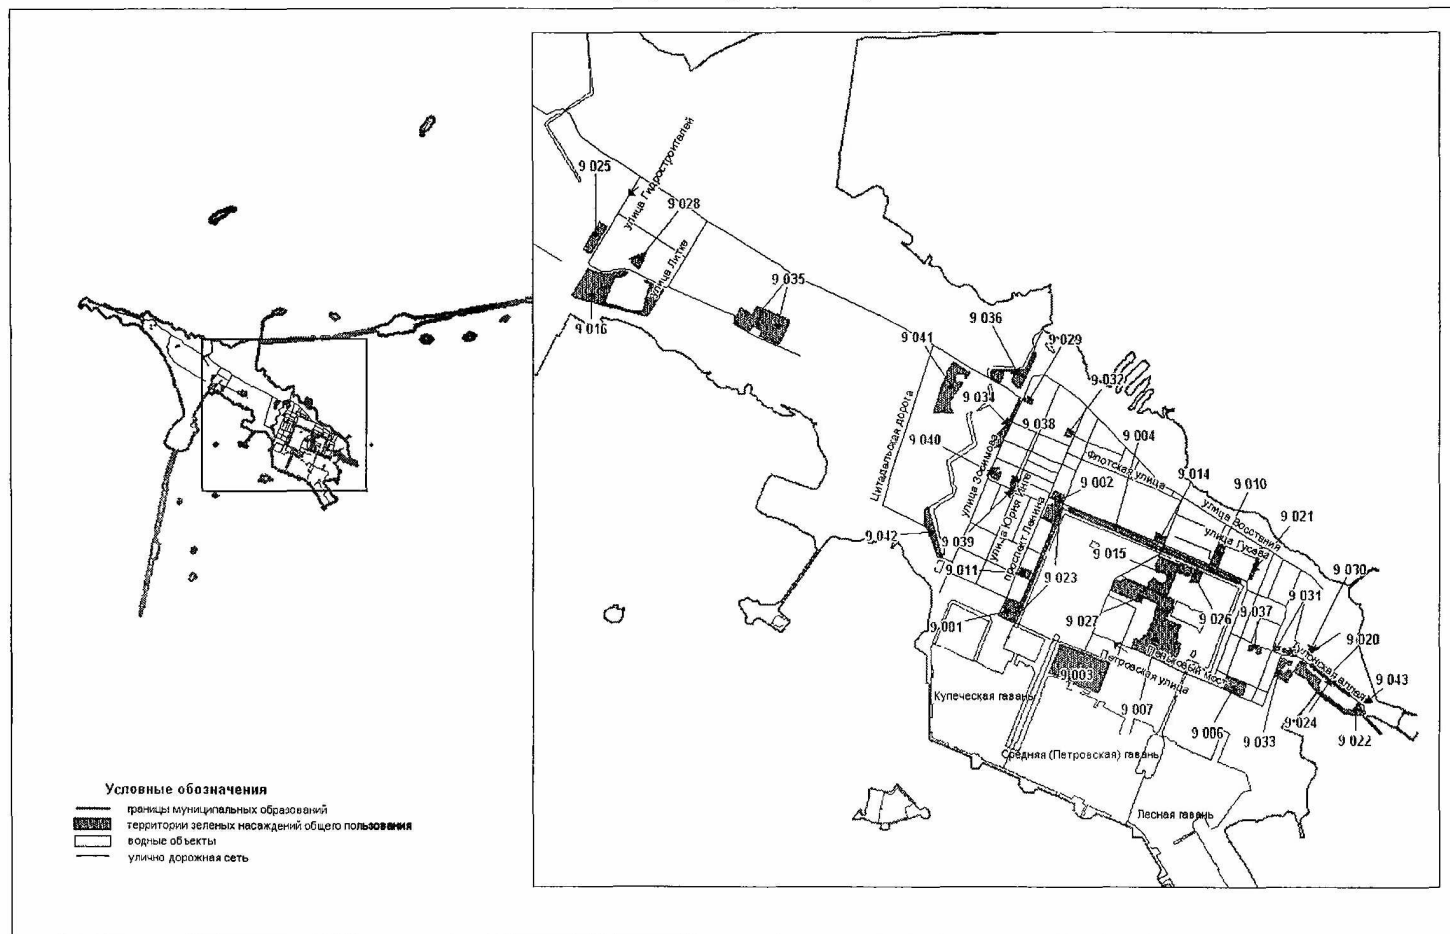 улица Гидростроителей
9 025
9 028
улица Литке
9 035
9 016
9 036
9 041
9 029
9 032
9 034
9 038
9 004
9 040
Цитадельская дорога
улица Зосимова
Флотская улица
9 014
9 010
9 002
улица Восстания
9 021
улица Юрия Инге
проспект Ленина
улица Гусева
9 042
9 039
9 015
9 030
9 011
9 023
9 037
9 031
9 001
9 027
9 026
9 020
Тулонская аллея
Петровская улица
9 003
9 043
Купеческая гавань
9 007
9 006
9 024
9 033
9 022
Средняя (Петровская) гавань
Лесная гавань
Условные обозначения
границы муниципальных образований
территории зеленых насаждений общего пользования
водные объекты
улично дорожная сеть